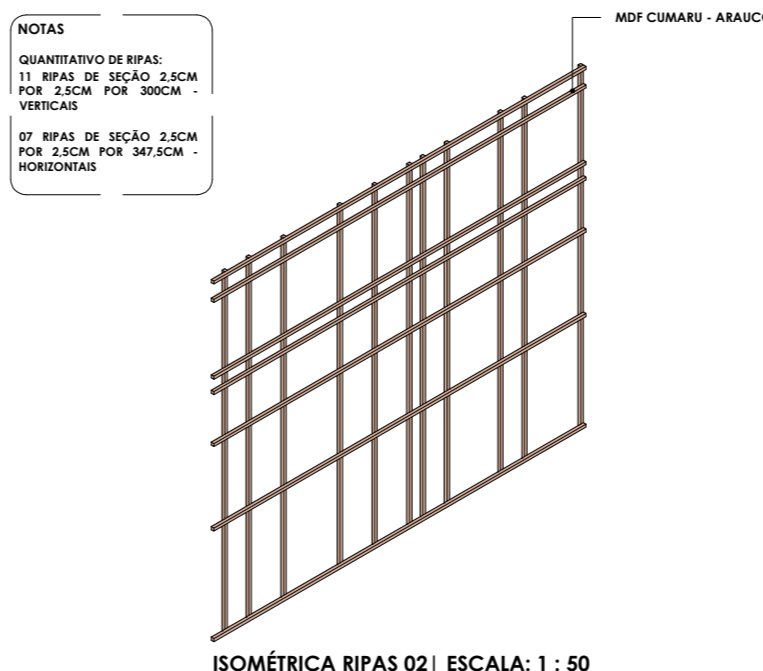 NOTAS
QUANTITATIVO DE RIPAS:
11 RIPAS DE SEÇÃO 2,5CM
POR 2,5CM POR 300CM -
VERTICAIS
07 RIPAS DE SEÇÃO 2,5CM
POR 2,5CM POR 347,5CM -
HORIZONTAIS
MDF CUMARU -
ISOMÉTRICA RIPAS 02| ESCALA: 1 : 50